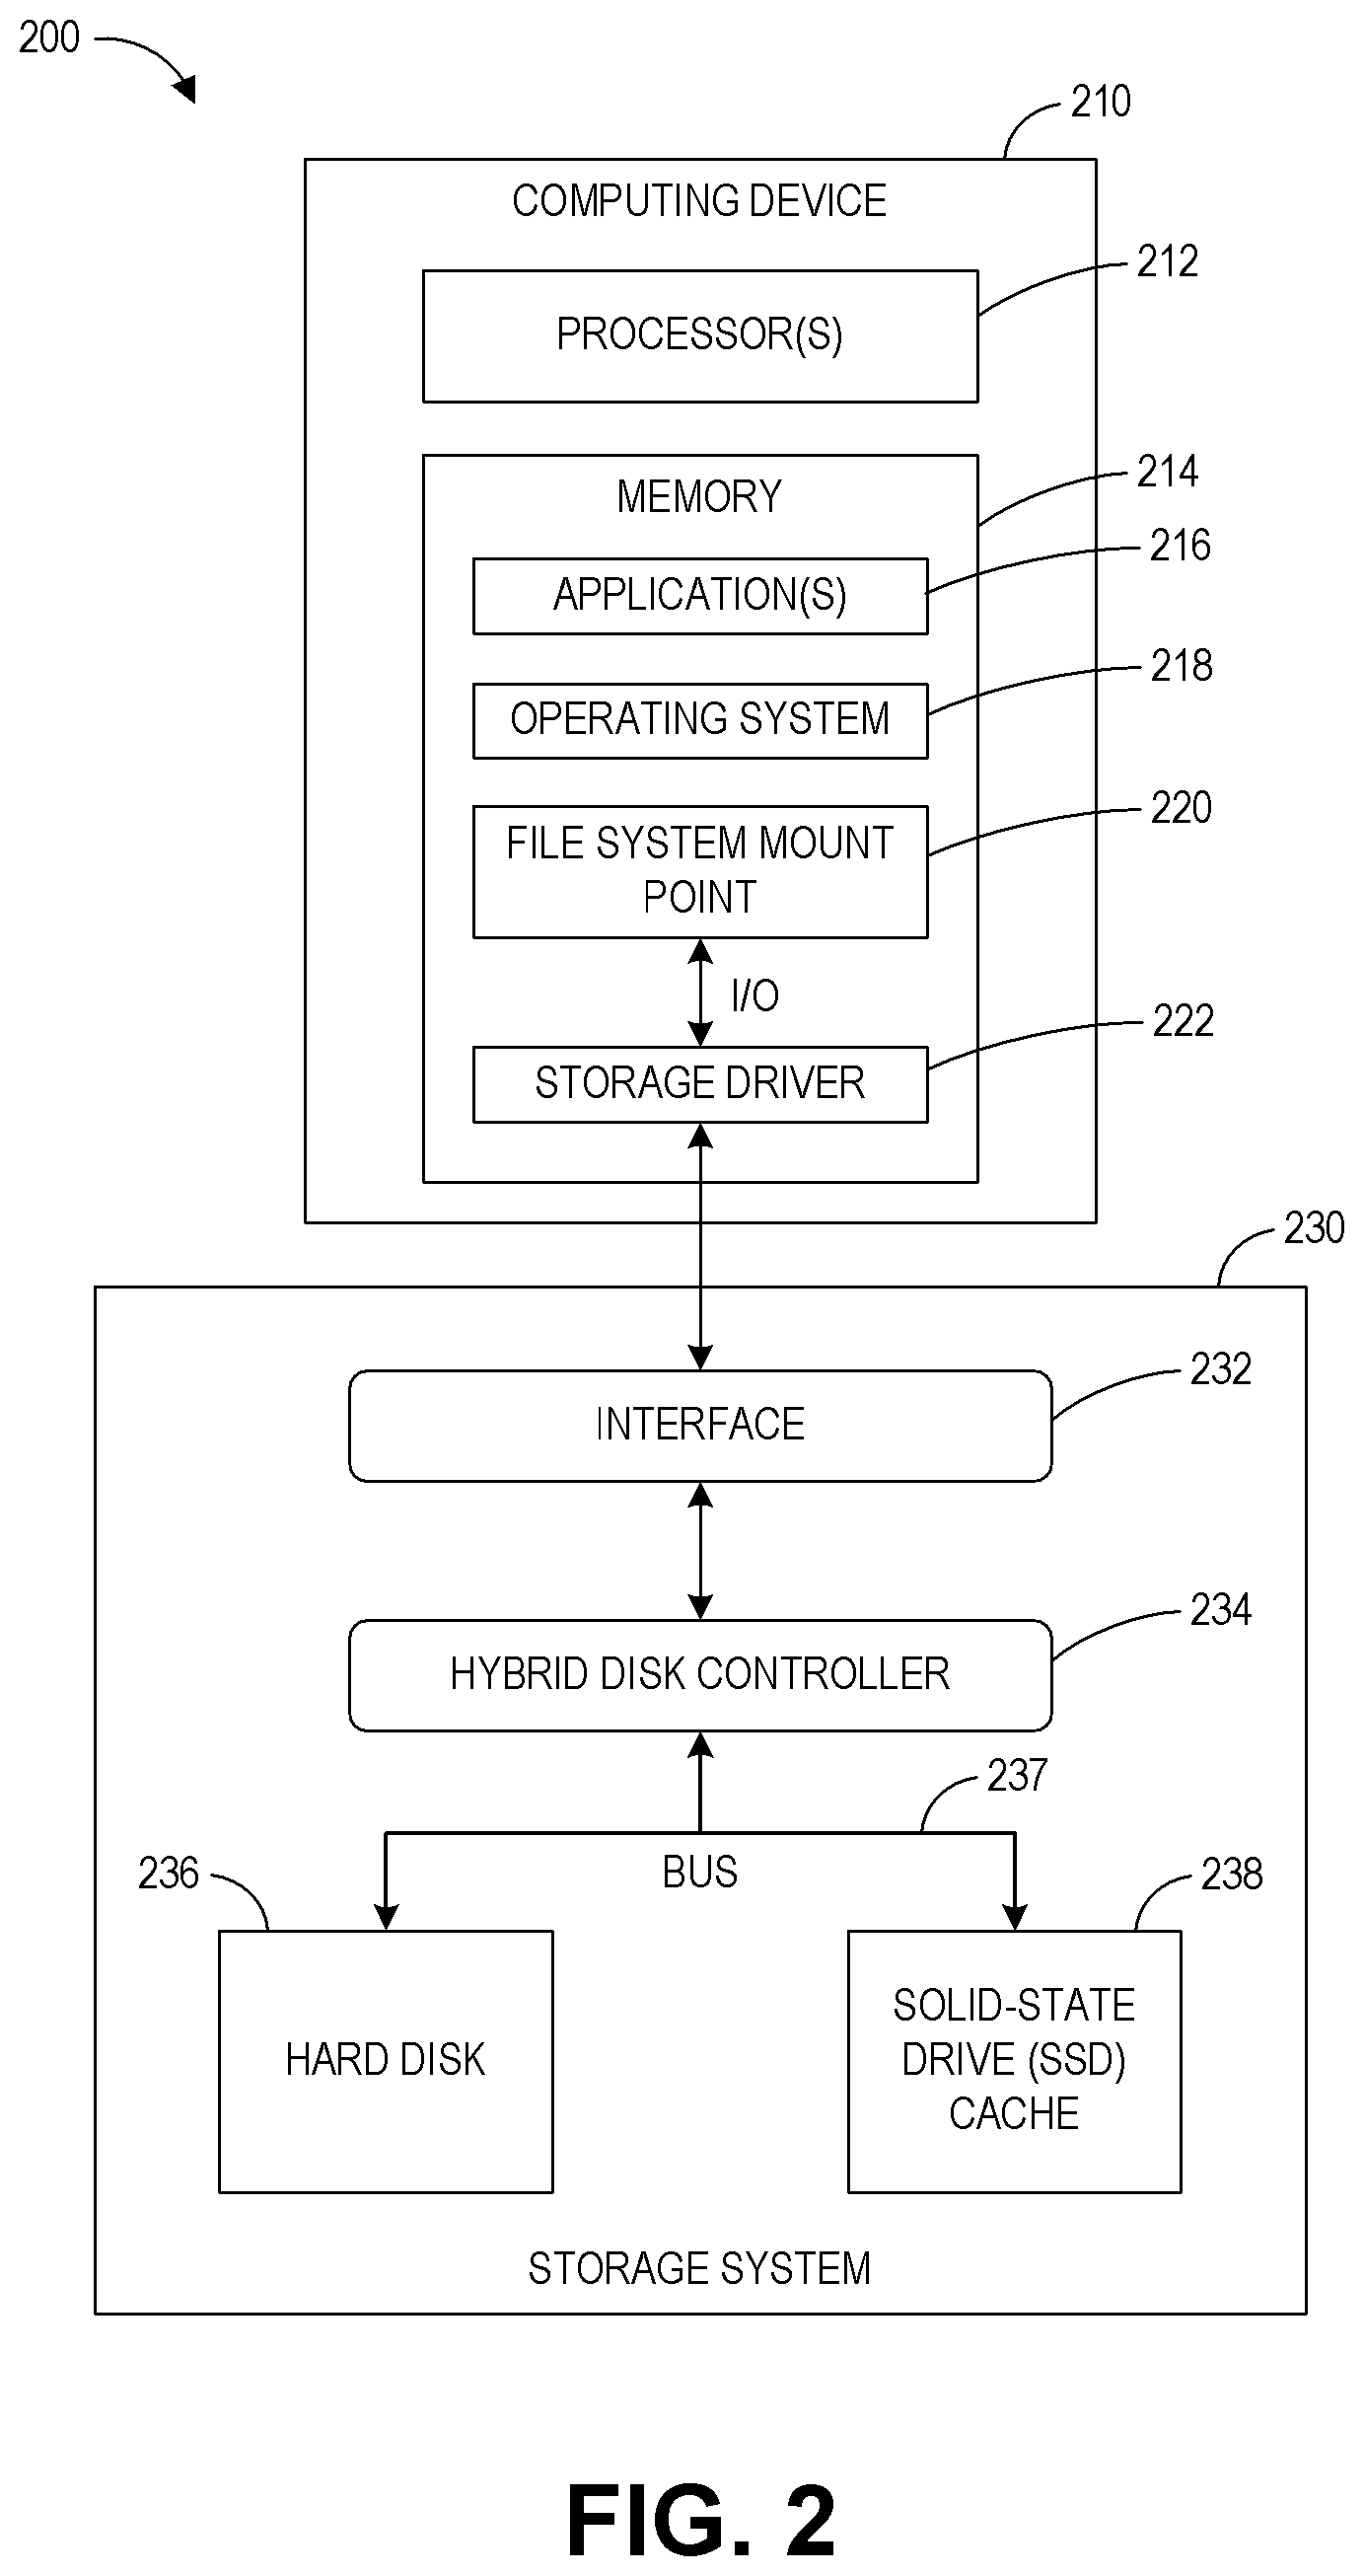 200
210
COMPUTING DEVICE
212
PROCESSOR(S)
214
MEMORY
216
APPLICATION(S)
218
OPERATING SYSTEM
220
FILE SYSTEM MOUNT
POINT
I/O
222
STORAGE DRIVER
230
232
INTERFACE
234
HYBRID DISK CONTROLLER
237
BUS
236
238
HARD DISK
SOLID-STATE
DRIVE (SSD)
CACHE
STORAGE SYSTEM
FIG. 2